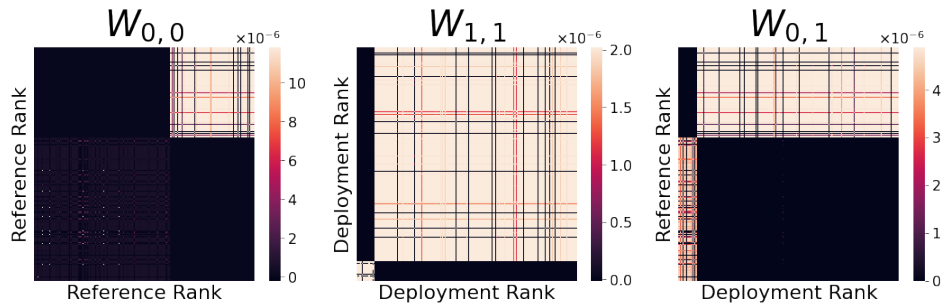 W0,0
W1,1
W0,1
×10−6
×10−6
×10−6
10
8
6
4
2
0
Reference Rank
Reference Rank
2.0
1.5
1.0
0.5
0.0
Deployment Rank
Deployment Rank
4
3
2
1
0
Reference Rank
Deployment Rank